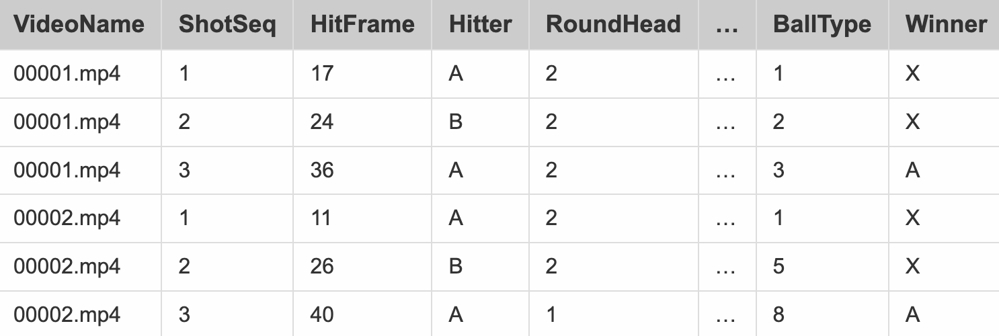 VideoName ShotSeq HitFrame Hitter RoundHead ... BallType Winner
00001.mp4 1 17 A 2 ... 1 X
00001.mp4 2 24 B 2 ... 2 X
00001.mp4 3 36 A 2 ... 3 A
00002.mp4 1 11 A 2 ... 1 X
00002.mp4 2 26 B 2 ... 5 X
00002.mp4 3 40 A 1 ... 8 A